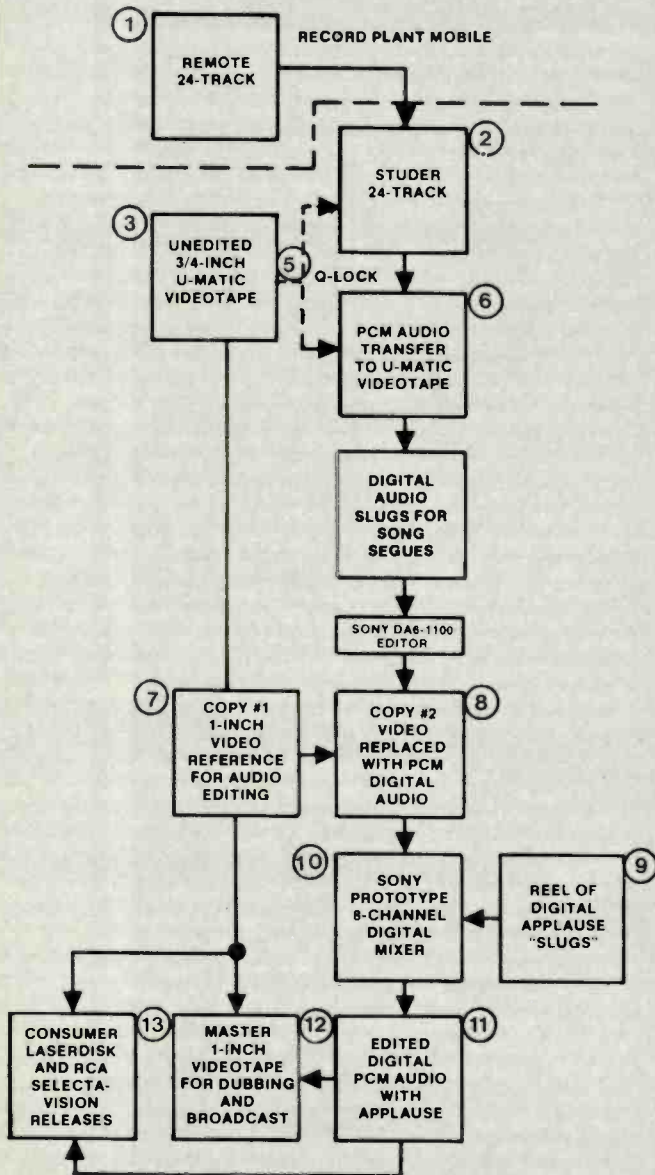 1
RECORD PLANT MOBILE
REMOTE
24-TRACK
2
STUDER
24-TRACK
3
UNEDITED
3/4-INCH
U-MATIC
VIDEOTAPE
5
Q-LOCK
6
PCM AUDIO
TRANSFER
TO U-MATIC
VIDEOTAPE
DIGITAL
AUDIO
SLUGS FOR
SONG
SEGUES
SONY DA6-1100
EDITOR
7
COPY #1
1-INCH
VIDEO
REFERENCE
FOR AUDIO
EDITING
8
COPY #2
VIDEO
REPLACED
WITH PCM
DIGITAL
AUDIO
10
SONY
PROTOTYPE
8-CHANNEL
DIGITAL
MIXER
9
REEL OF
DIGITAL
APPLAUSE
"SLUGS"
CONSUMER
LASERDISK
AND RCA
SELECTA-
VISION
RELEASES
13
MASTER
1-INCH
VIDEOTAPE
FOR DUBBING
AND
BROADCAST
12
EDITED
DIGITAL
PCM AUDIO
WITH
APPLAUSE
11